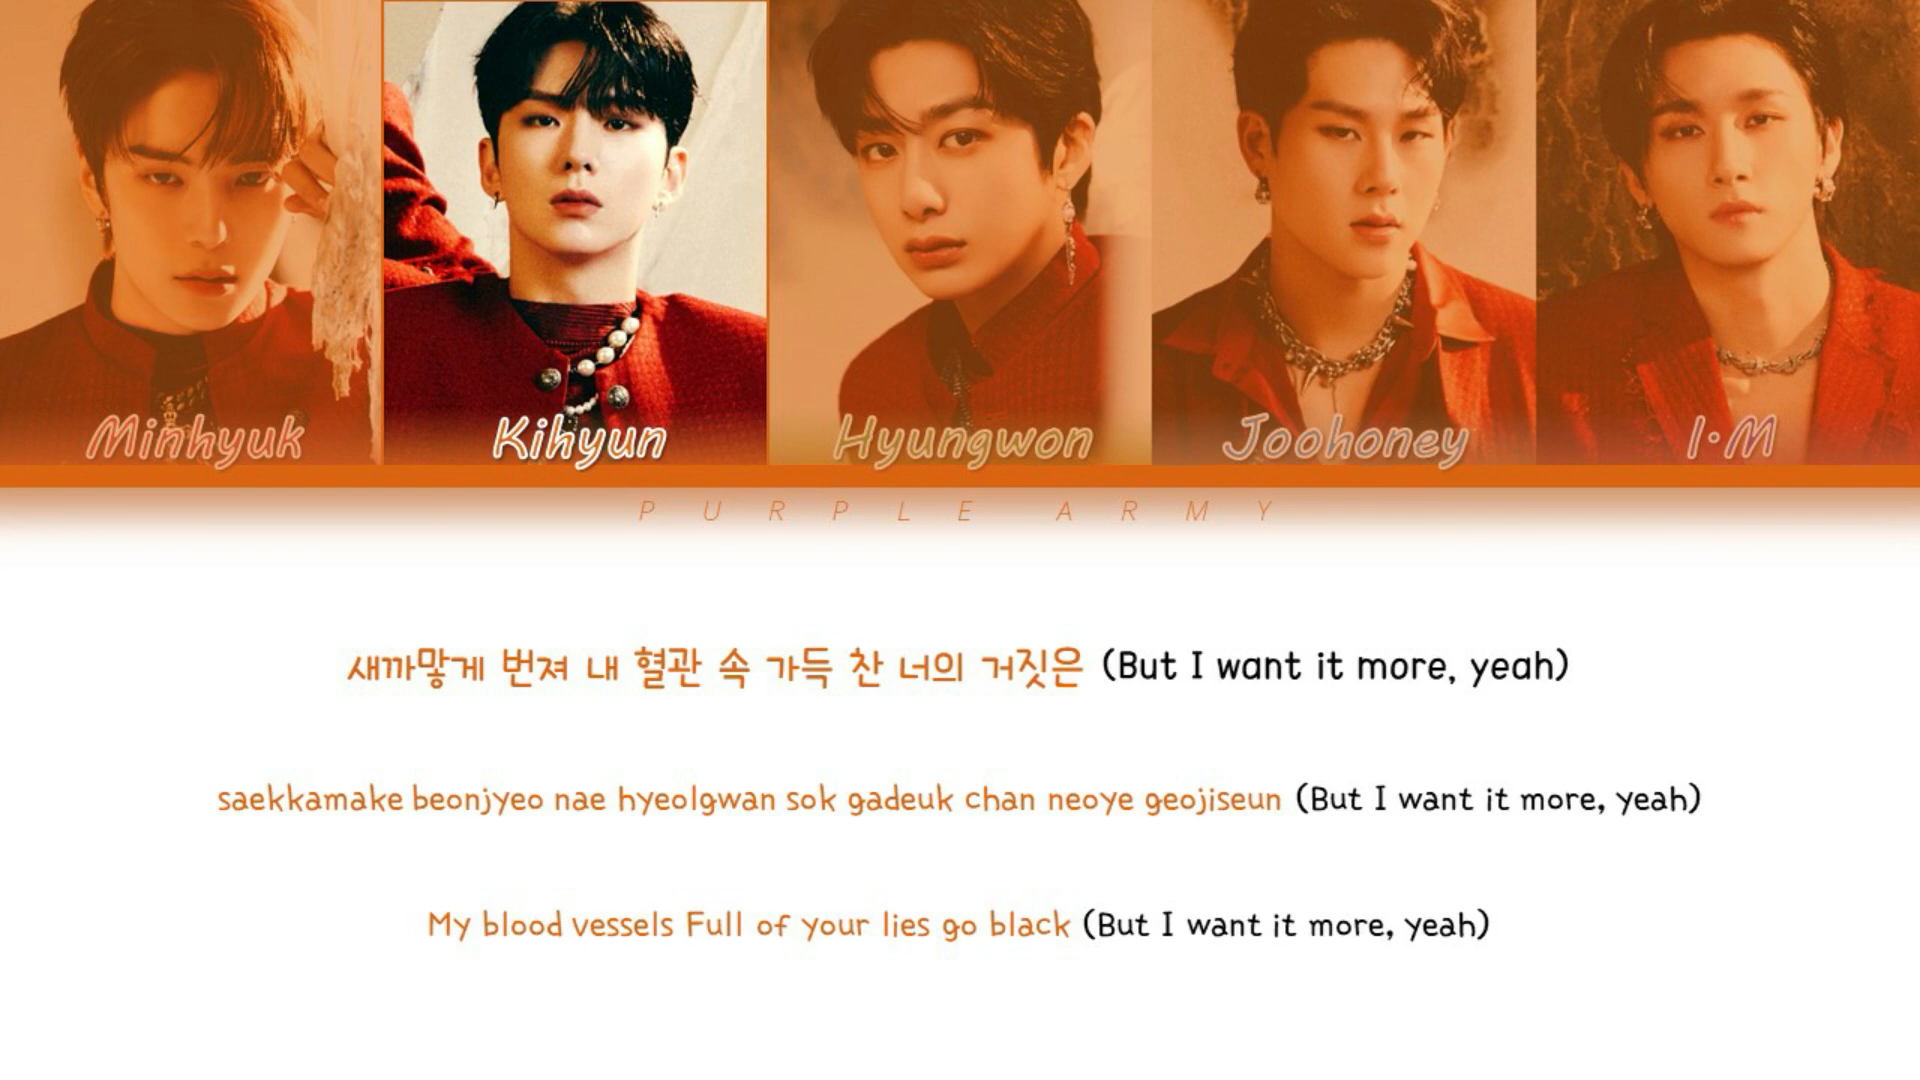 Minhyuk Kihyun Hyungwon Joohoney I·M
PURPLE ARMY
새까맣게 번져 내 혈관 속 가득 찬 너의 거짓은 (But I want it more, yeah)
saekkamake beonjyeo nae hyeolgwan sok gadeuk chan neoye geojiseun (But I want it more, yeah)
My blood vessels Full of your lies go black (But I want it more, yeah)